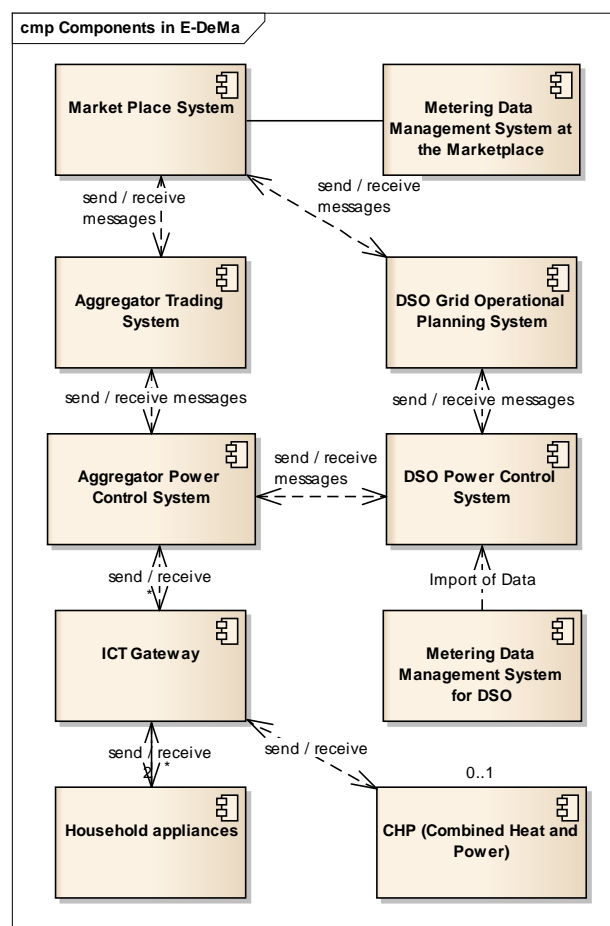 cmp Components in E-DeMa
Market Place System
Metering Data
Management System at
the Marketplace
send / receive
messages
send / receive
messages
Aggregator Trading
System
DSO Grid Operational
Planning System
send / receive messages
send / receive messages
Aggregator Power
Control System
send / receive
messages
DSO Power Control
System
send / receive
*
Import of Data
ICT Gateway
Metering Data
Management System
for DSO
send / receive
2 *
send / receive
0..1
Household appliances
CHP (Combined Heat and
Power)